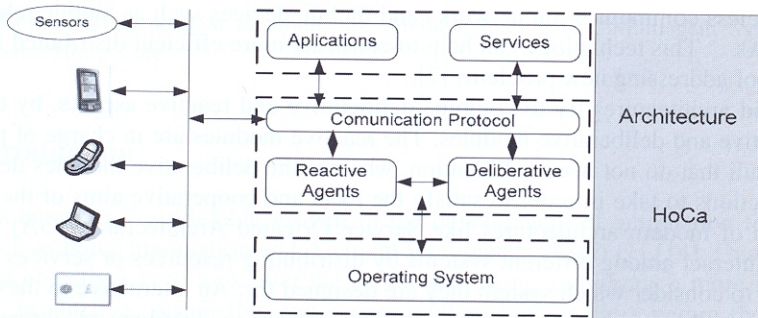 Sensors
Aplications
Services
Comunication Protocol
Architecture
Reactive
Agents
Deliberative
Agents
HoCa
Operating System